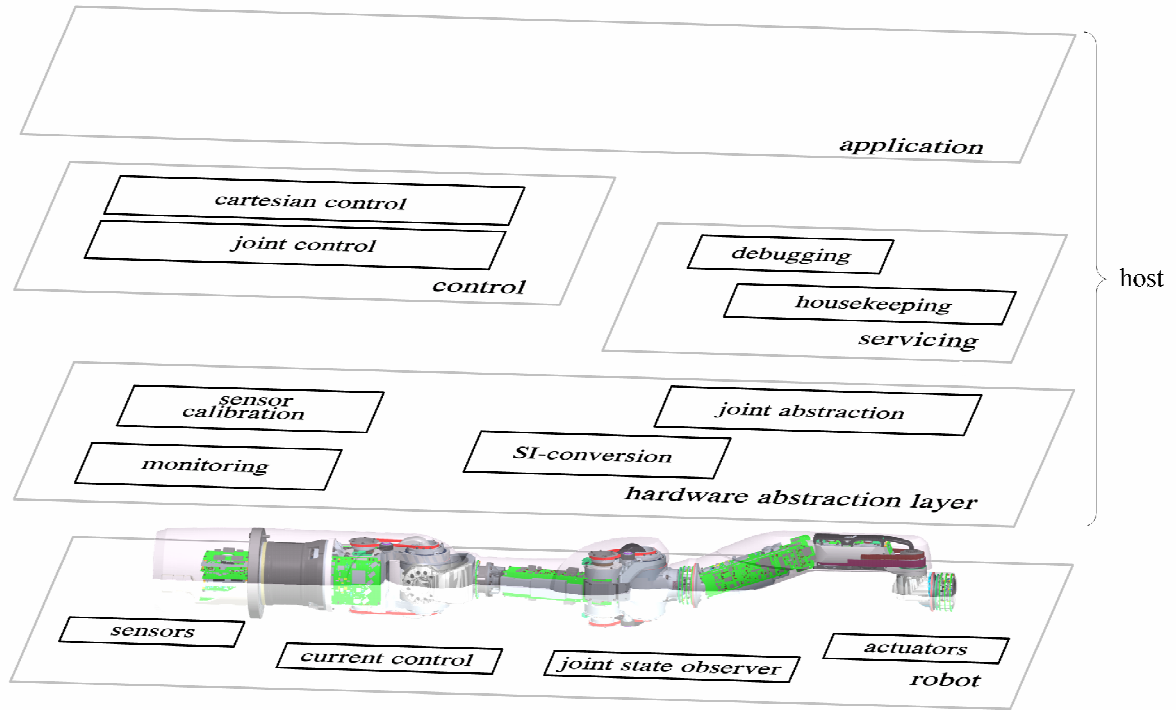 application
cartesian control
joint control
control
debugging
housekeeping
servicing
host
sensor
calibration
joint abstraction
monitoring
SI-conversion
hardware abstraction layer
sensors
current control
joint state observer
actuators
robot